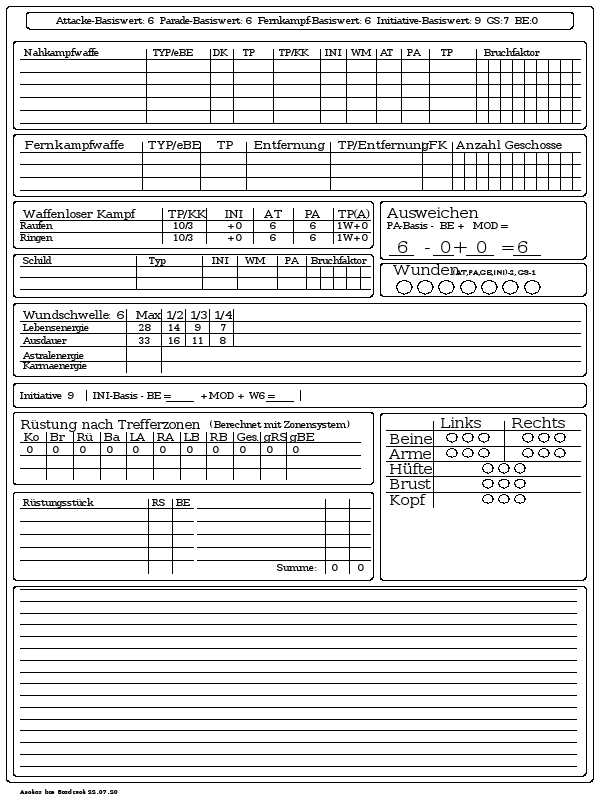 Attacke-Basiswert: 6 Parade-Basiswert: 6 Fernkampf-Basiswert: 6 Initiative-Basiswert: 9 GS:7 BE:0
Nahkampfwaffe TYP/eBE DK TP TP/KK INI WM AT PA TP Bruchfaktor
Fernkampfwaffe TYP/eBE TP Entfernung TP/Entfernung FK Anzahl Geschosse
Waffenloser Kampf TP/KK INI AT PA TP(A)
Raufen 10/3 +0 6 6 1W+0
Ringen 10/3 +0 6 6 1W+0
Ausweichen
PA-Basis - BE + MOD =
6 - 0 + 0 = 6
Schild Typ INI WM PA Bruchfaktor
Wunden AT,PA,GE,INI)-2, GS-1
Wundschwelle: 6 Max 1/2 1/3 1/4
Lebensenergie 28 14 9 7
Ausdauer 33 16 11 8
Astralenergie
Karmaenergie
Initiative 9 INI-Basis - BE = ____ + MOD + W6 = ____
Rüstung nach Trefferzonen (Berechnet mit Zonensystem)
Ko Br Rü Ba LA RA LB RB Ges. gRS gBE
0 0 0 0 0 0 0 0 0 0 0
Links Rechts
Beine
Arme
Hüfte
Brust
Kopf
Rüstungsstück RS BE
Summe: 0 0